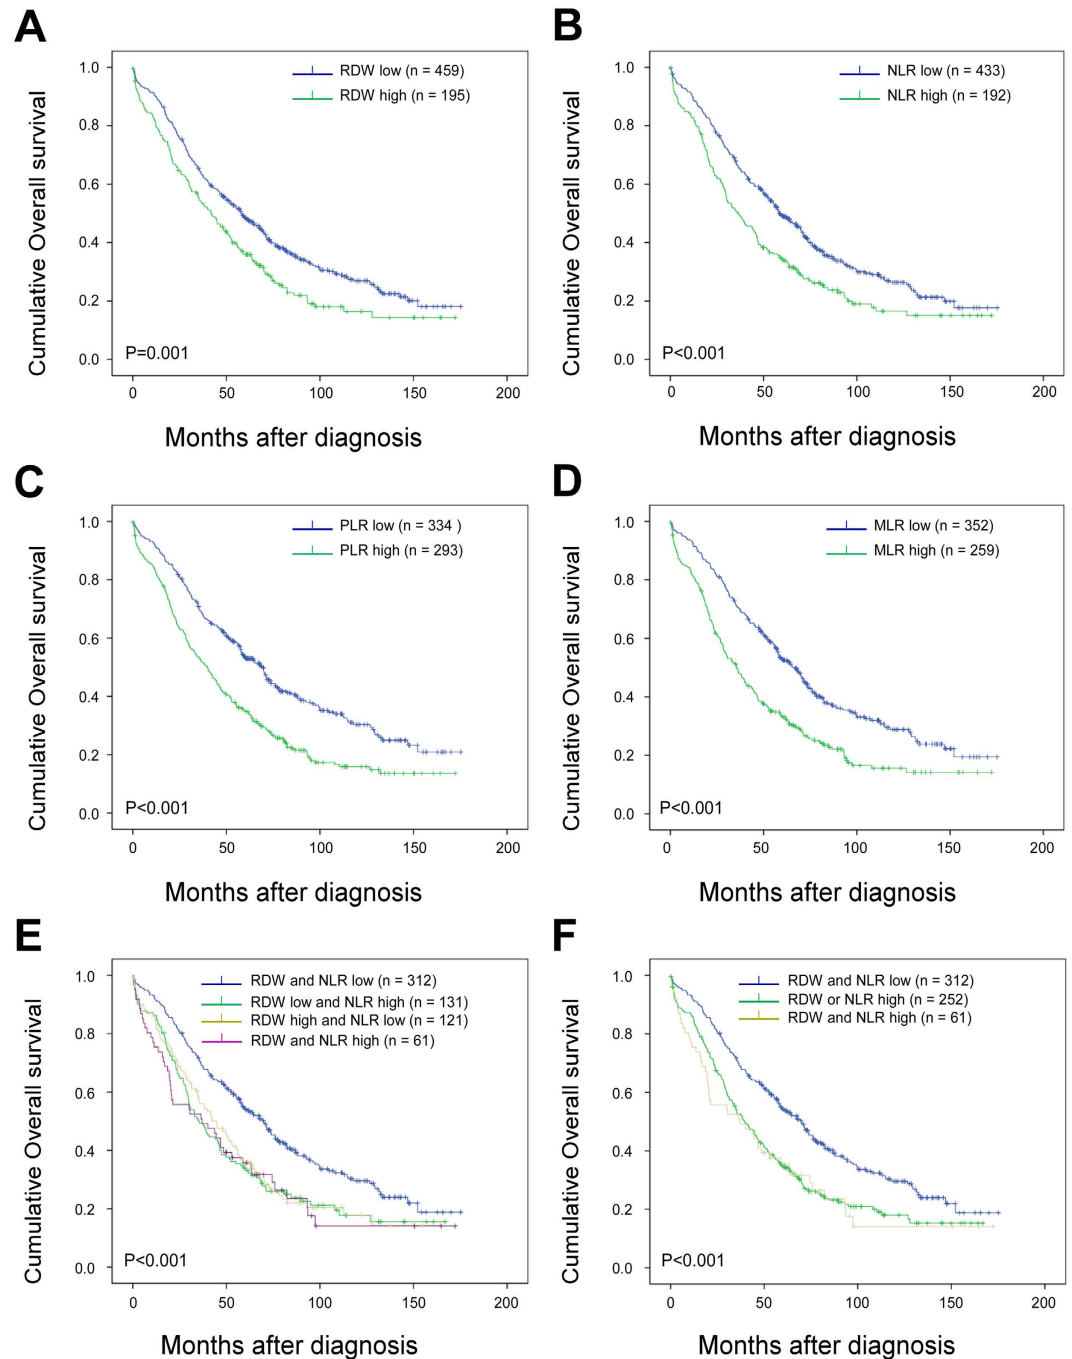 A
Cumulative Overall survival
1.0
0.8
0.6
0.4
0.2
0.0
RDW low (n = 459)
RDW high (n = 195)
P=0.001
0 50 100 150 200
Months after diagnosis
B
Cumulative Overall survival
1.0
0.8
0.6
0.4
0.2
0.0
NLR low (n = 433)
NLR high (n = 192)
P<0.001
0 50 100 150 200
Months after diagnosis
C
Cumulative Overall survival
1.0
0.8
0.6
0.4
0.2
0.0
PLR low (n = 334 )
PLR high (n = 293)
P<0.001
0 50 100 150 200
Months after diagnosis
D
Cumulative Overall survival
1.0
0.8
0.6
0.4
0.2
0.0
MLR low (n = 352)
MLR high (n = 259)
P<0.001
0 50 100 150 200
Months after diagnosis
E
Cumulative Overall survival
1.0
0.8
0.6
0.4
0.2
0.0
RDW and NLR low (n = 312)
RDW low and NLR high (n = 131)
RDW high and NLR low (n = 121)
RDW and NLR high (n = 61)
P<0.001
0 50 100 150 200
Months after diagnosis
F
Cumulative Overall survival
1.0
0.8
0.6
0.4
0.2
0.0
RDW and NLR low (n = 312)
RDW or NLR high (n = 252)
RDW and NLR high (n = 61)
P<0.001
0 50 100 150 200
Months after diagnosis